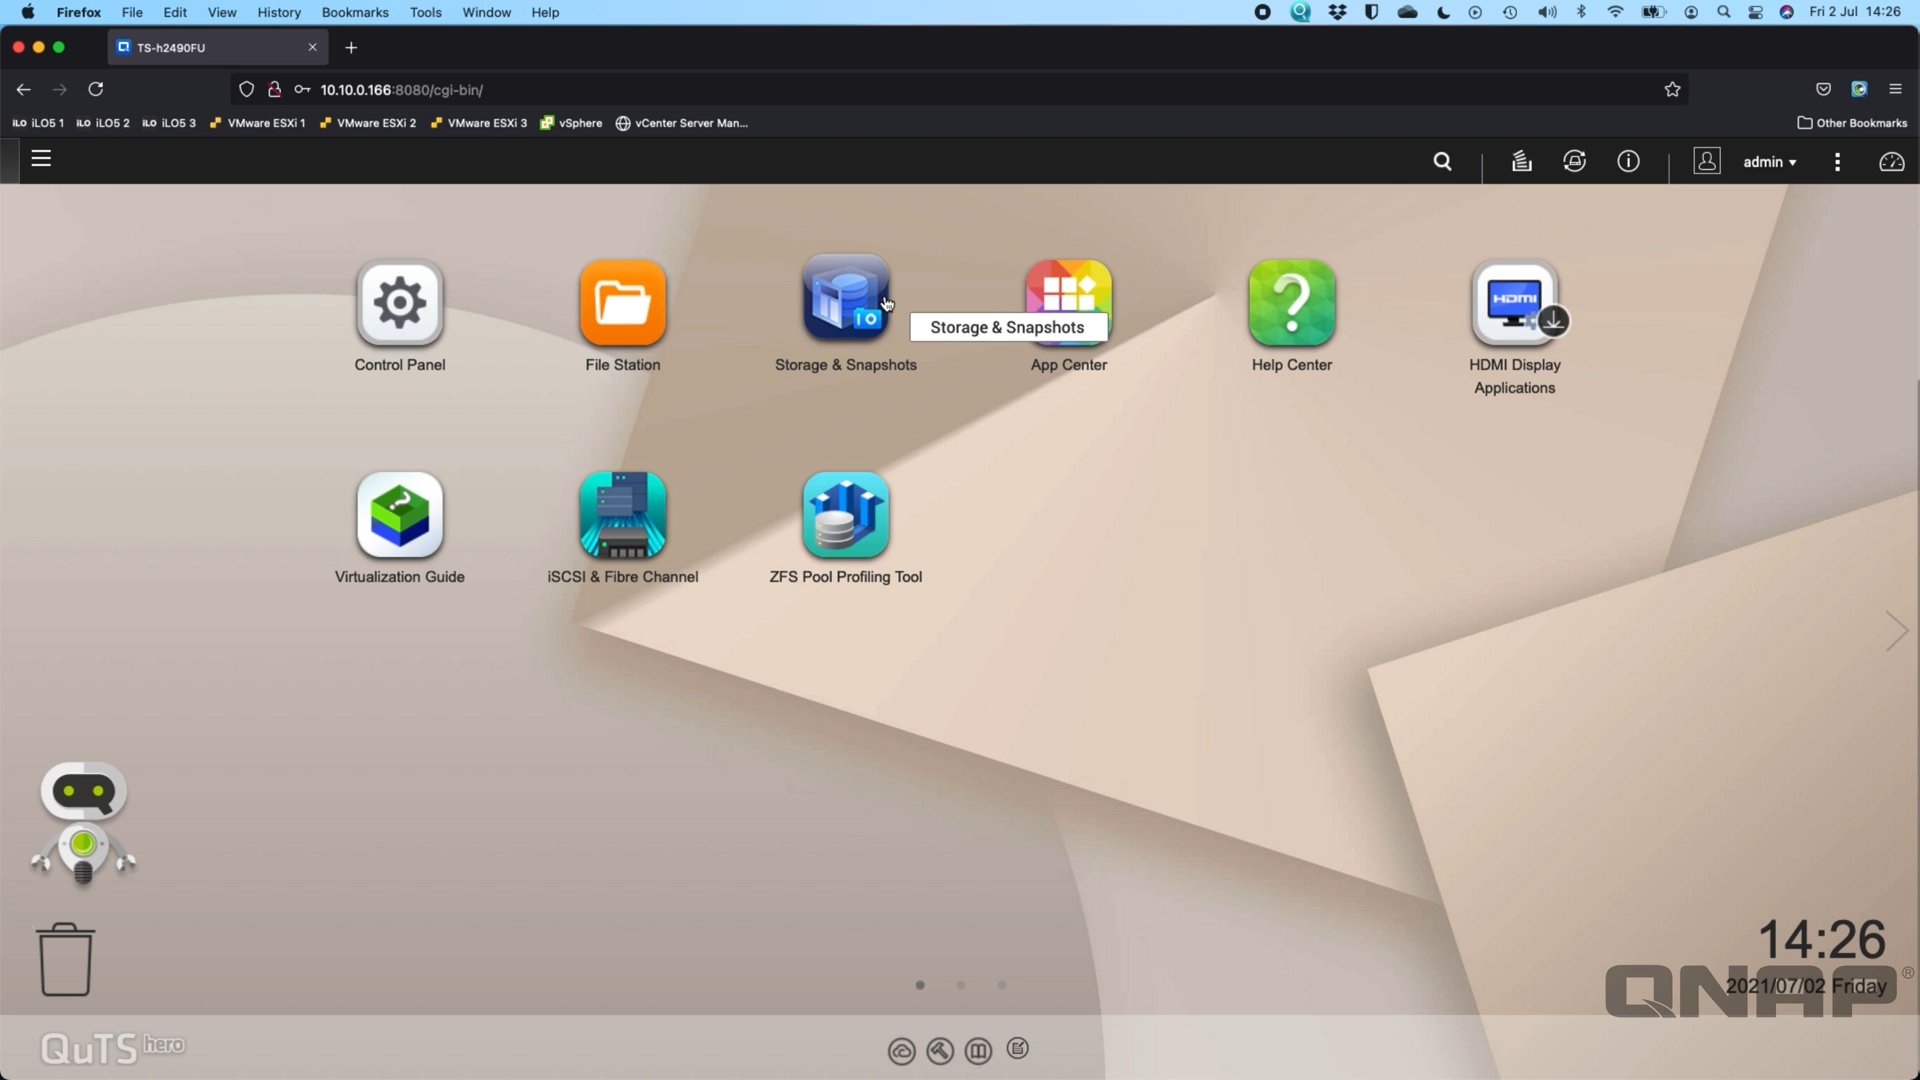 Firefox File Edit View History Bookmarks Tools Window Help Fri 2 Jul 14:26
TS-h2490FU
10.10.0.166:8080/cgi-bin/
iLO iLO5 1 iLO iLO5 2 iLO iLO5 3 VMware ESXi 1 VMware ESXi 2 VMware ESXi 3 vSphere vCenter Server Man... Other Bookmarks
admin
HDMI
Storage & Snapshots
Control Panel File Station Storage & Snapshots App Center Help Center HDMI Display
Applications
Virtualization Guide iSCSI & Fibre Channel ZFS Pool Profiling Tool
14:26
2021/07/02 Friday
QNAP®
QuTS hero